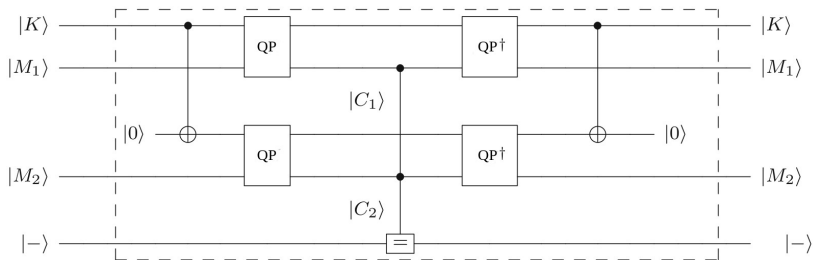 |K⟩ QP QP† |K⟩
|M₁⟩ |M₁⟩
|C₁⟩
|0⟩ QP QP† |0⟩
|M₂⟩ |M₂⟩
|C₂⟩
|−⟩ = |−⟩